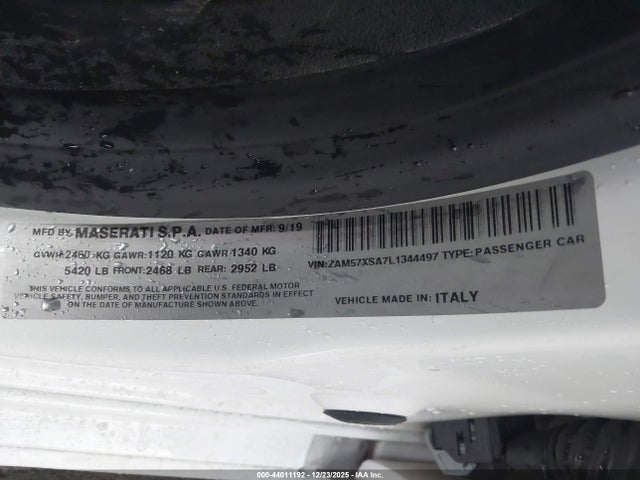 MFD BY MASERATI S.P.A. DATE OF MFR: 9/19
GVWR 2460 KG GAWR: 1120 KG GAWR 1340 KG
5420 LB FRONT: 2468 LB REAR: 2952 LB
THIS VEHICLE CONFORMS TO ALL APPLICABLE U.S. FEDERAL MOTOR
VEHICLE SAFETY, BUMPER, AND THEFT PREVENTION STANDARDS IN EFFECT
ON THE DATE OF MANUFACTURE SHOWN ABOVE.
VIN: ZAM57XSA7L1344497 TYPE: PASSENGER CAR
VEHICLE MADE IN: ITALY
000-44011192 - 12/23/2025 - IAAI Inc.